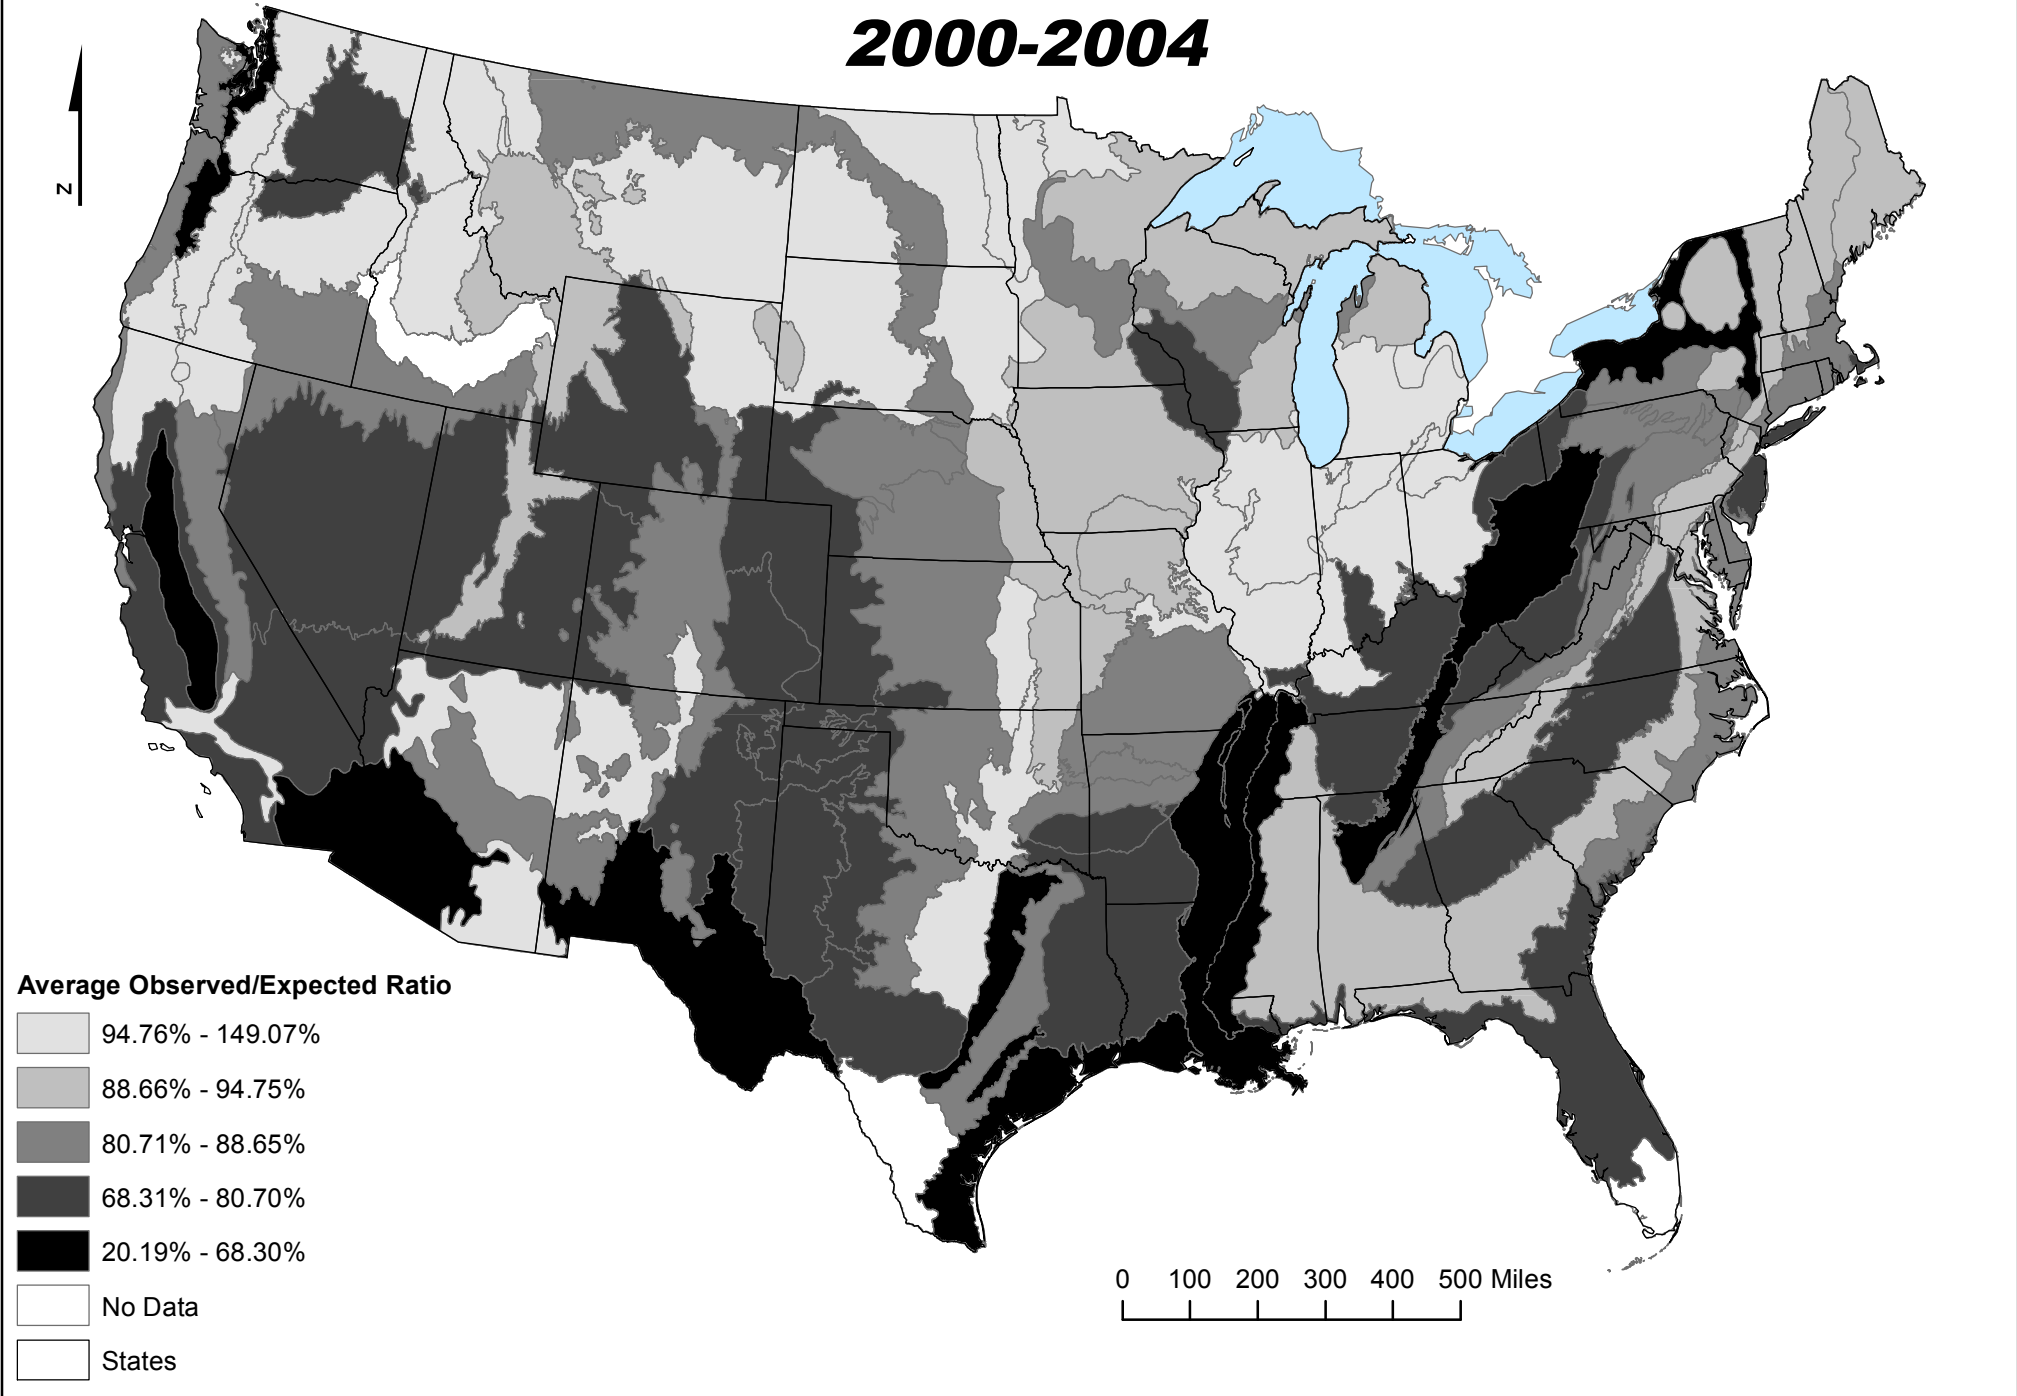 2000-2004
N
Average Observed/Expected Ratio
94.76% - 149.07%
88.66% - 94.75%
80.71% - 88.65%
68.31% - 80.70%
20.19% - 68.30%
No Data
States
0 100 200 300 400 500 Miles